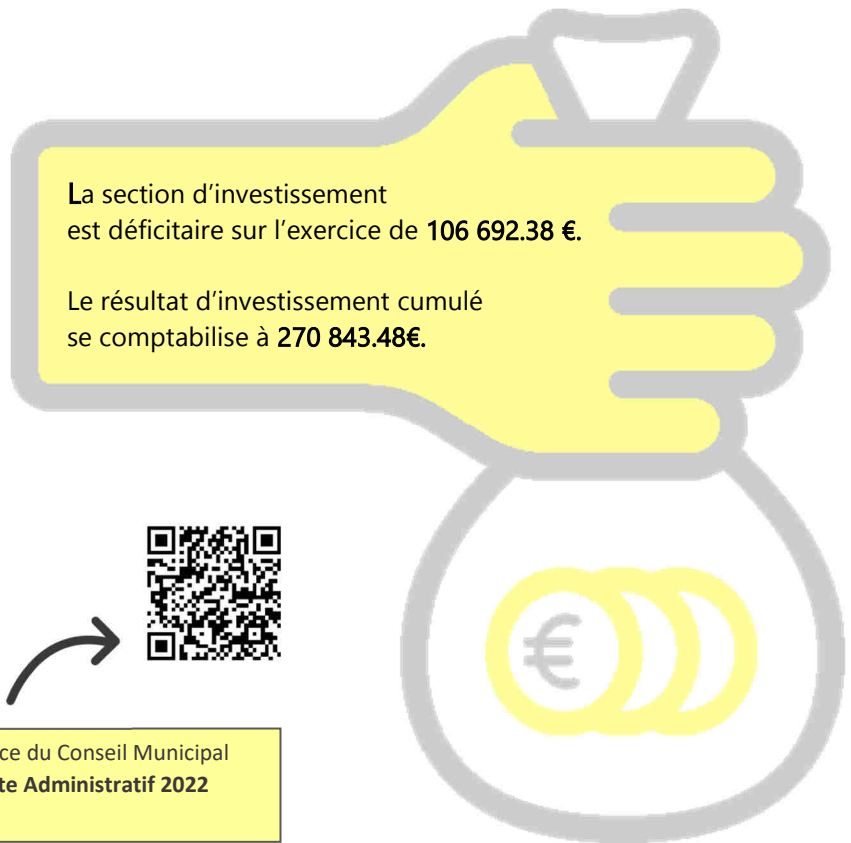 La section d'investissement
est déficitaire sur l'exercice de 106 692.38 €.
Le résultat d'investissement cumulé
se comptabilise à 270 843.48€.
€
ce du Conseil Municipal
te Administratif 2022